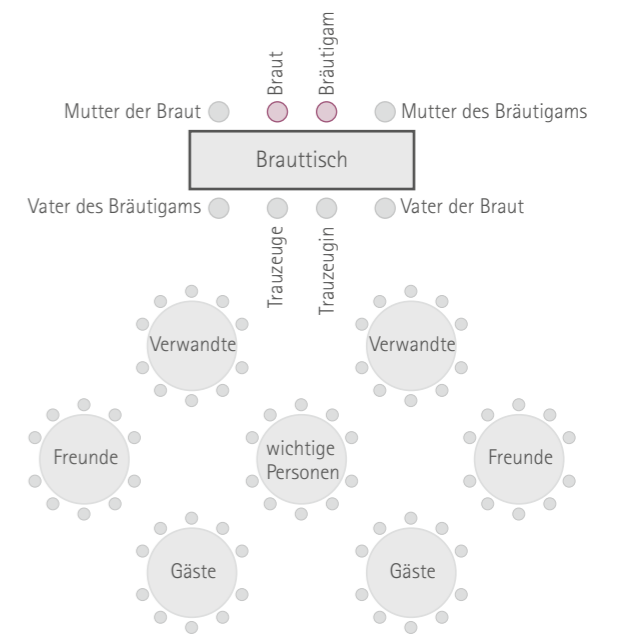 Braut
Bräutigam
Mutter der Braut
Mutter des Bräutigams
Brauttisch
Vater des Bräutigams
Vater der Braut
Trauzeuge
Trauzeugin
Verwandte
Verwandte
Freunde
wichtige
Personen
Freunde
Gäste
Gäste